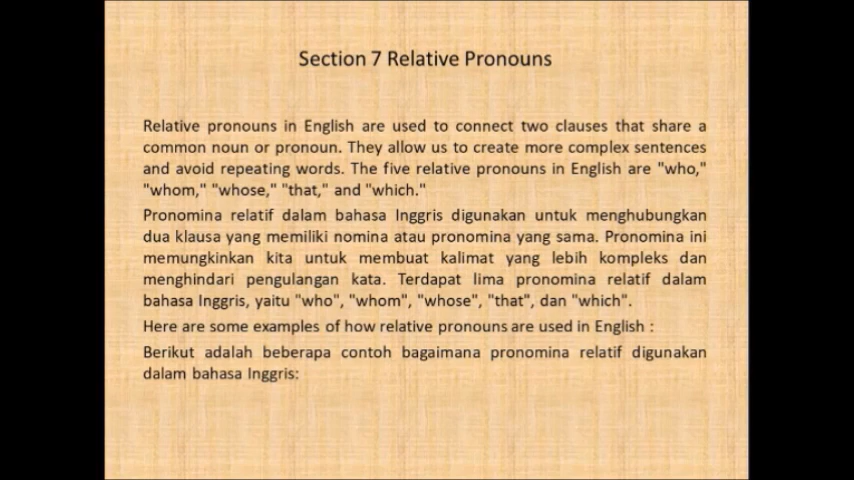 Section 7 Relative Pronouns
Relative pronouns in English are used to connect two clauses that share a
common noun or pronoun. They allow us to create more complex sentences
and avoid repeating words. The five relative pronouns in English are "who,"
"whom," "whose," "that," and "which."
Pronomina relatif dalam bahasa Inggris digunakan untuk menghubungkan
dua klausa yang memiliki nomina atau pronomina yang sama. Pronomina ini
memungkinkan kita untuk membuat kalimat yang lebih kompleks dan
menghindari pengulangan kata. Terdapat lima pronomina relatif dalam
bahasa Inggris, yaitu "who", "whom", "whose", "that", dan "which".
Here are some examples of how relative pronouns are used in English :
Berikut adalah beberapa contoh bagaimana pronomina relatif digunakan
dalam bahasa Inggris: